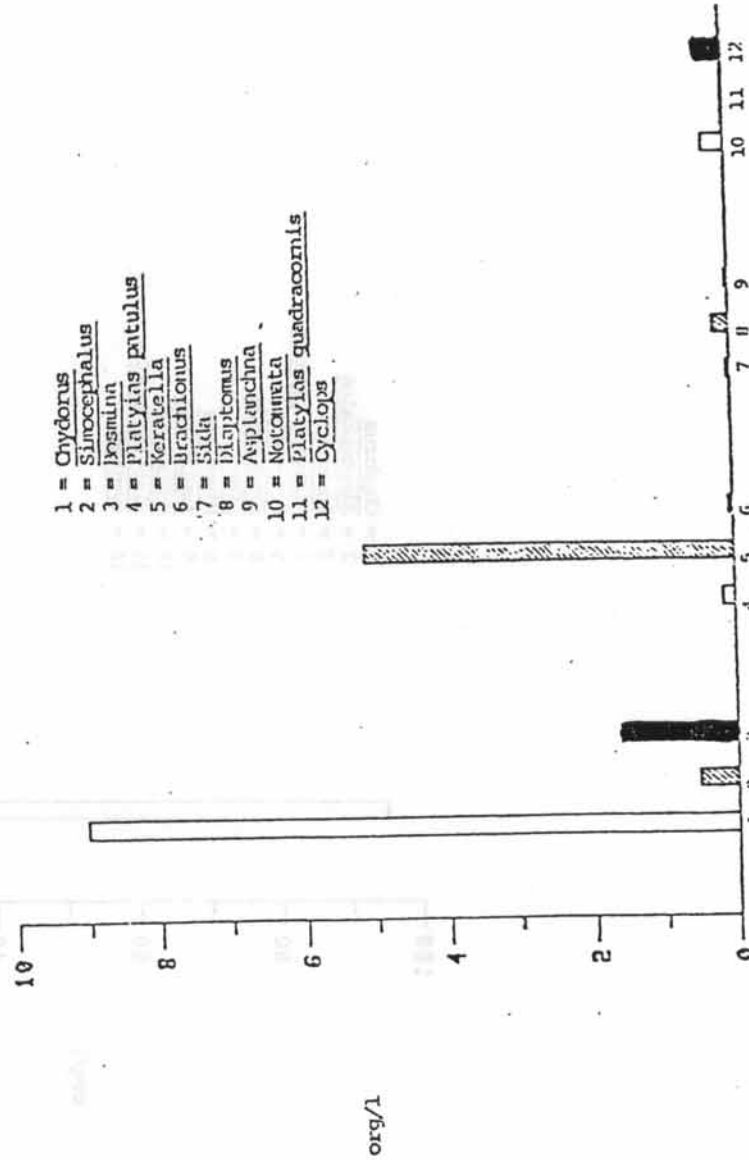 1 = Chydorus
2 = Simocephalus
3 = Bosmina
4 = Platyias patulus
5 = Keratella
6 = Brachionus
7 = Sida
8 = Diaptomus
9 = Asplanchna
10 = Notommata
11 = Platyias quadracornis
12 = Cyclops
10
8
6
4
2
0
org/l
4
5
6
7
8
9
10
11
12